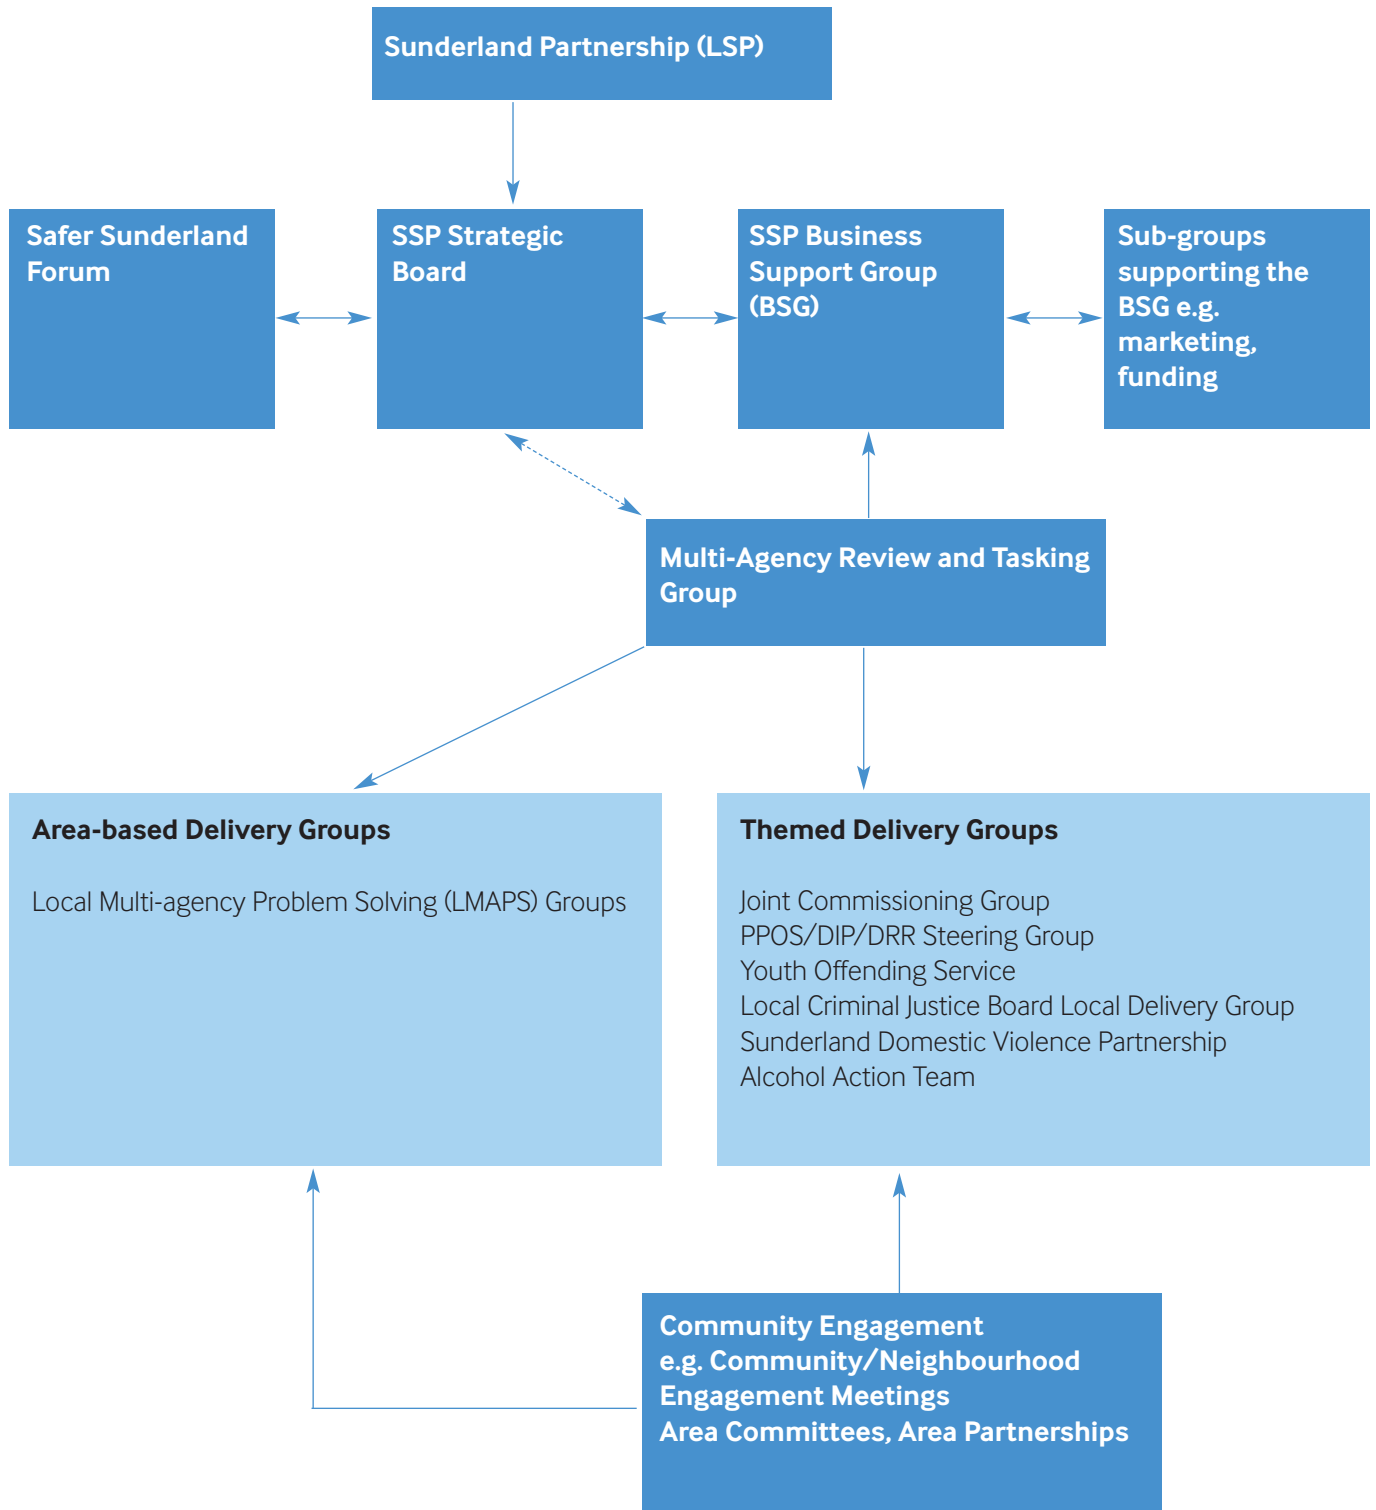 Sunderland Partnership (LSP)
Safer Sunderland
Forum
SSP Strategic
Board
SSP Business
Support Group
(BSG)
Sub-groups
supporting the
BSG e.g.
marketing,
funding
Multi-Agency Review and Tasking
Group
Area-based Delivery Groups
Local Multi-agency Problem Solving (LMAPS) Groups
Themed Delivery Groups
Joint Commissioning Group
PPOS/DIP/DRR Steering Group
Youth Offending Service
Local Criminal Justice Board Local Delivery Group
Sunderland Domestic Violence Partnership
Alcohol Action Team
Community Engagement
e.g. Community/Neighbourhood
Engagement Meetings
Area Committees, Area Partnerships